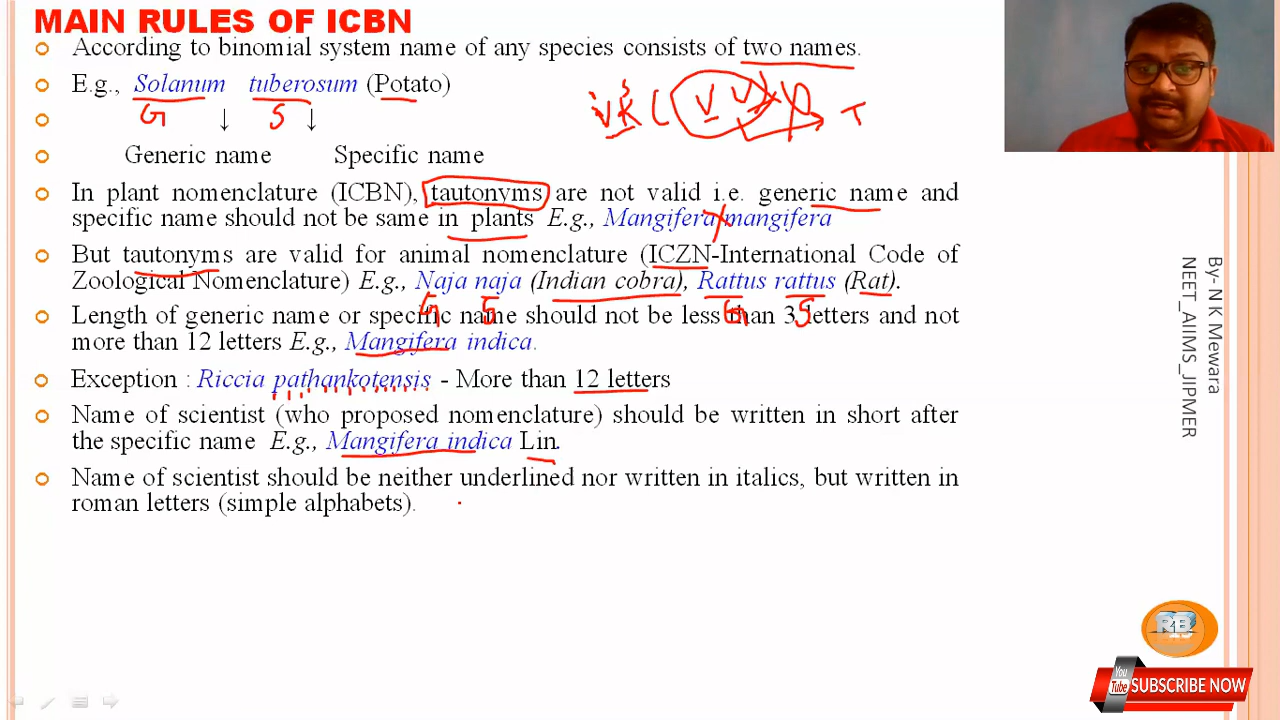 MAIN RULES OF ICBN
According to binomial system name of any species consists of two names.
E.g., Solanum tuberosum (Potato)
G S ↓ ↓
Generic name Specific name
In plant nomenclature (ICBN), tautonyms are not valid i.e. generic name and
specific name should not be same in plants E.g., Mangifera mangifera
But tautonyms are valid for animal nomenclature (ICZN-International Code of
Zoological Nomenclature) E.g., Naja naja (Indian cobra), Rattus rattus (Rat).
G S G S
Length of generic name or specific name should not be less than 3 letters and not
more than 12 letters E.g., Mangifera indica.
Exception : Riccia pathankotensis - More than 12 letters
Name of scientist (who proposed nomenclature) should be written in short after
the specific name E.g., Mangifera indica Lin.
Name of scientist should be neither underlined nor written in italics, but written in
roman letters (simple alphabets).
By- N K Mewara
NEET_AIIMS_JIPMER
RB
You
Tube
SUBSCRIBE NOW